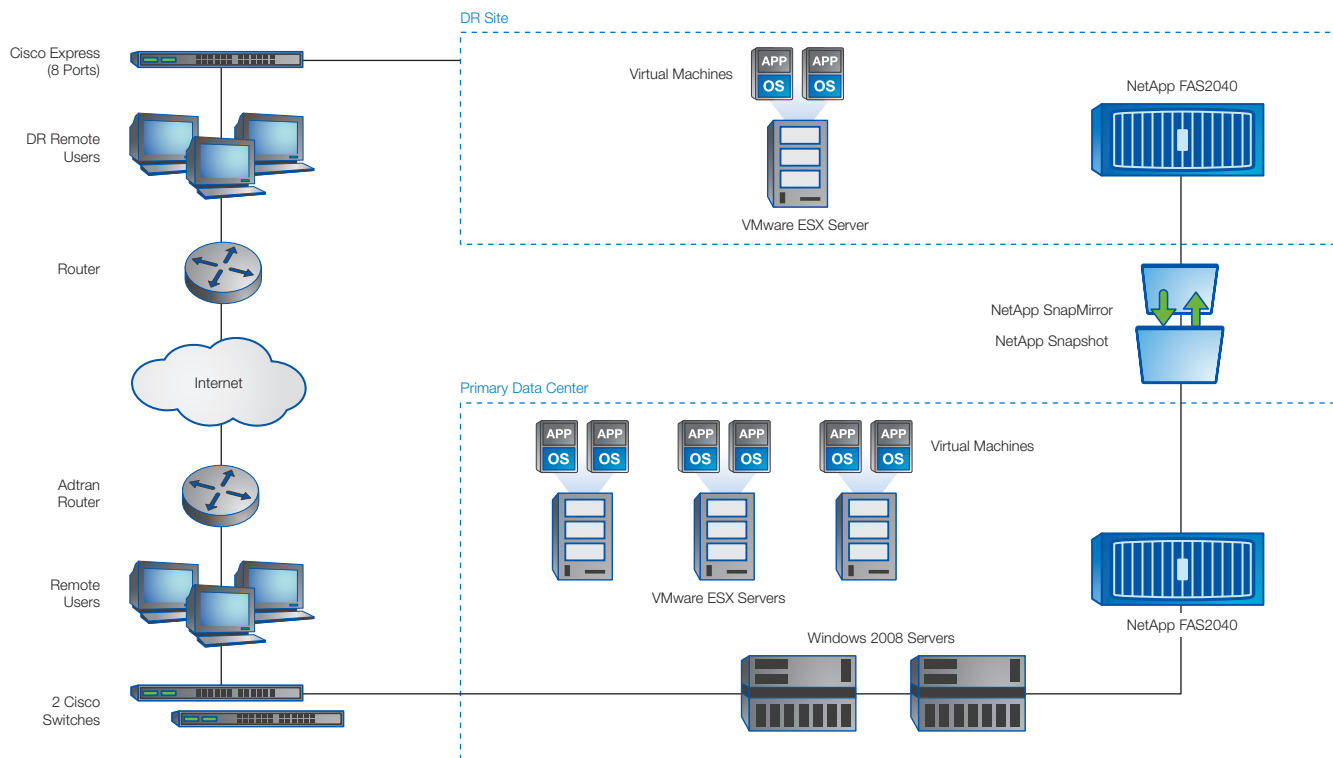 DR Site
Cisco Express
(8 Ports)
Virtual Machines
APP
OS
APP
OS
NetApp FAS2040
DR Remote
Users
VMware ESX Server
Router
NetApp SnapMirror
NetApp Snapshot
Internet
Primary Data Center
APP
OS
APP
OS
APP
OS
APP
OS
APP
OS
APP
OS
Virtual Machines
Adtran
Router
Remote
Users
VMware ESX Servers
NetApp FAS2040
Windows 2008 Servers
2 Cisco
Switches